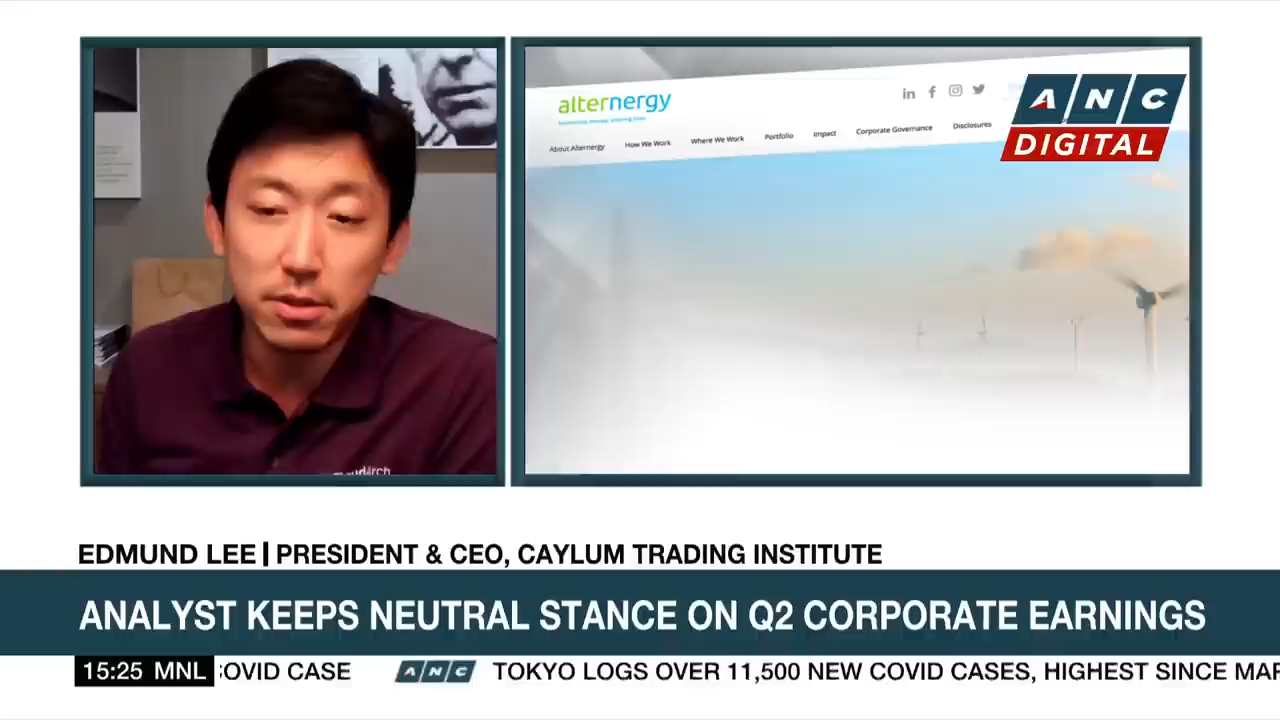 alternergy
About Alternergy
How We Work
Where We Work
Portfolio
Impact
Corporate Governance
Disclosures
ANC
DIGITAL
EDMUND LEE | PRESIDENT & CEO, CAYLUM TRADING INSTITUTE
ANALYST KEEPS NEUTRAL STANCE ON Q2 CORPORATE EARNINGS
15:25 MNL OVID CASE ANC TOKYO LOGS OVER 11,500 NEW COVID CASES, HIGHEST SINCE MAR